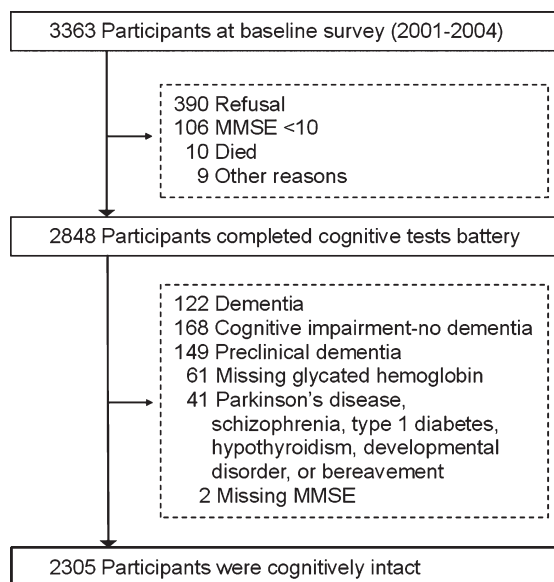 3363 Participants at baseline survey (2001-2004)
390 Refusal
106 MMSE <10
10 Died
9 Other reasons
2848 Participants completed cognitive tests battery
122 Dementia
168 Cognitive impairment-no dementia
149 Preclinical dementia
61 Missing glycated hemoglobin
41 Parkinson's disease,
schizophrenia, type 1 diabetes,
hypothyroidism, developmental
disorder, or bereavement
2 Missing MMSE
2305 Participants were cognitively intact